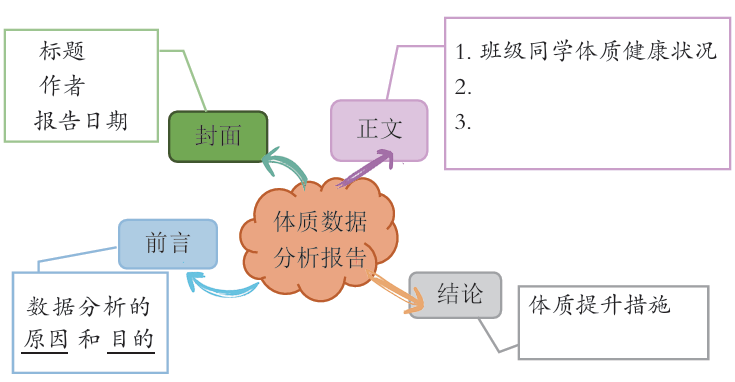 标题
作者
报告日期
封面
正文
1. 班级同学体质健康状况
2.
3.
体质数据
分析报告
前言
数据分析的
原因 和 目的
结论
体质提升措施